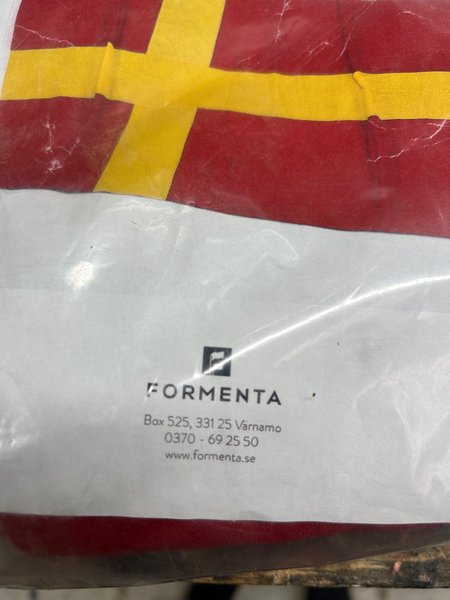 FORMENTA
Box 525, 331 25 Värnamo
0370 - 69 25 50
www.formenta.se